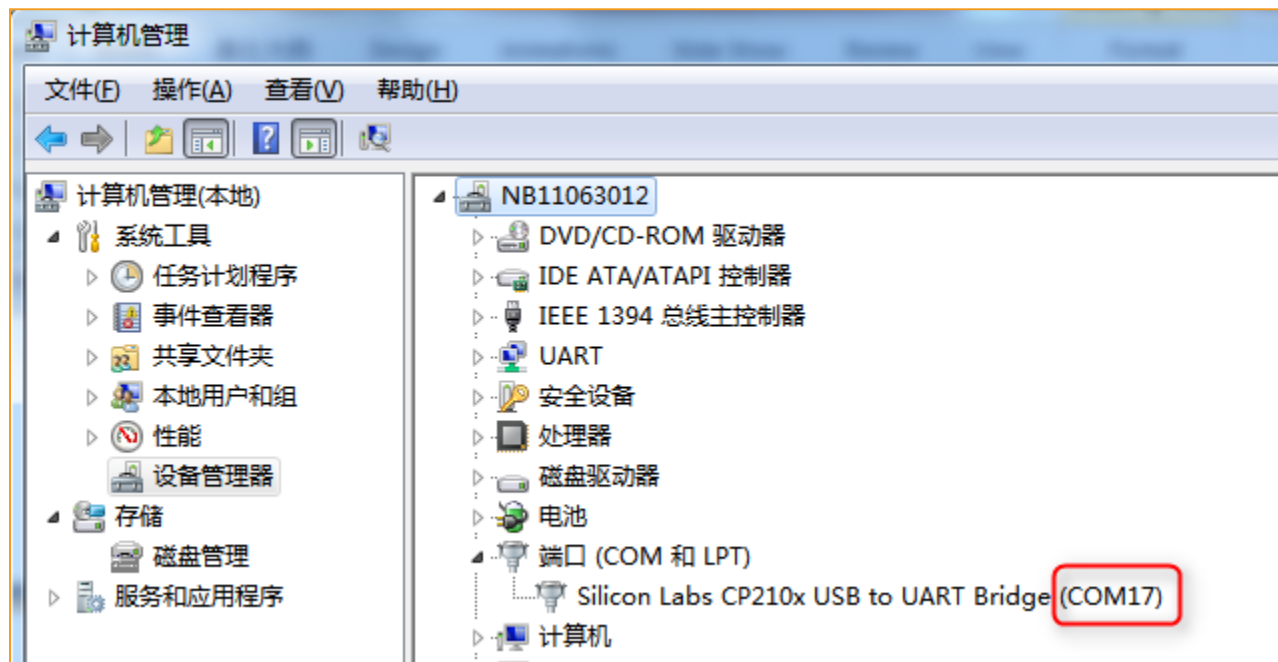 计算机管理
文件(F) 操作(A) 查看(V) 帮助(H)
计算机管理(本地)
系统工具
任务计划程序
事件查看器
共享文件夹
本地用户和组
性能
设备管理器
存储
磁盘管理
服务和应用程序
NB11063012
DVD/CD-ROM 驱动器
IDE ATA/ATAPI 控制器
IEEE 1394 总线主控制器
UART
安全设备
处理器
磁盘驱动器
电池
端口 (COM 和 LPT)
Silicon Labs CP210x USB to UART Bridge (COM17)
计算机